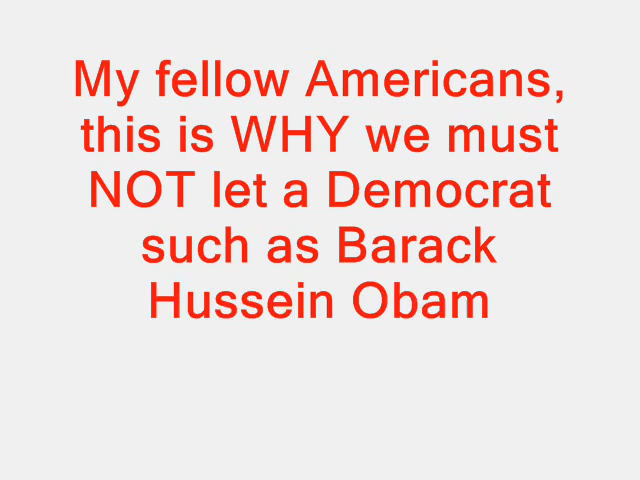 My fellow Americans,
this is WHY we must
NOT let a Democrat
such as Barack
Hussein Obam